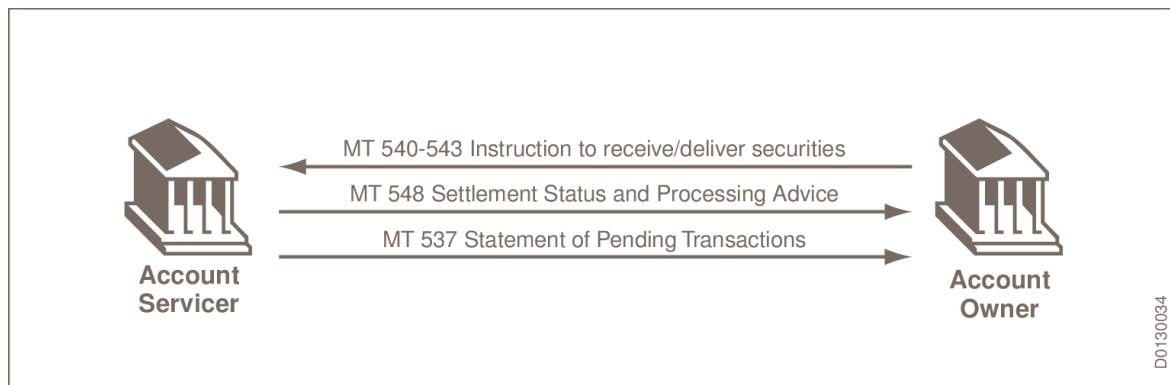 MT 540-543 Instruction to receive/deliver securities
MT 548 Settlement Status and Processing Advice
MT 537 Statement of Pending Transactions
Account
Servicer
Account
Owner
D0130034